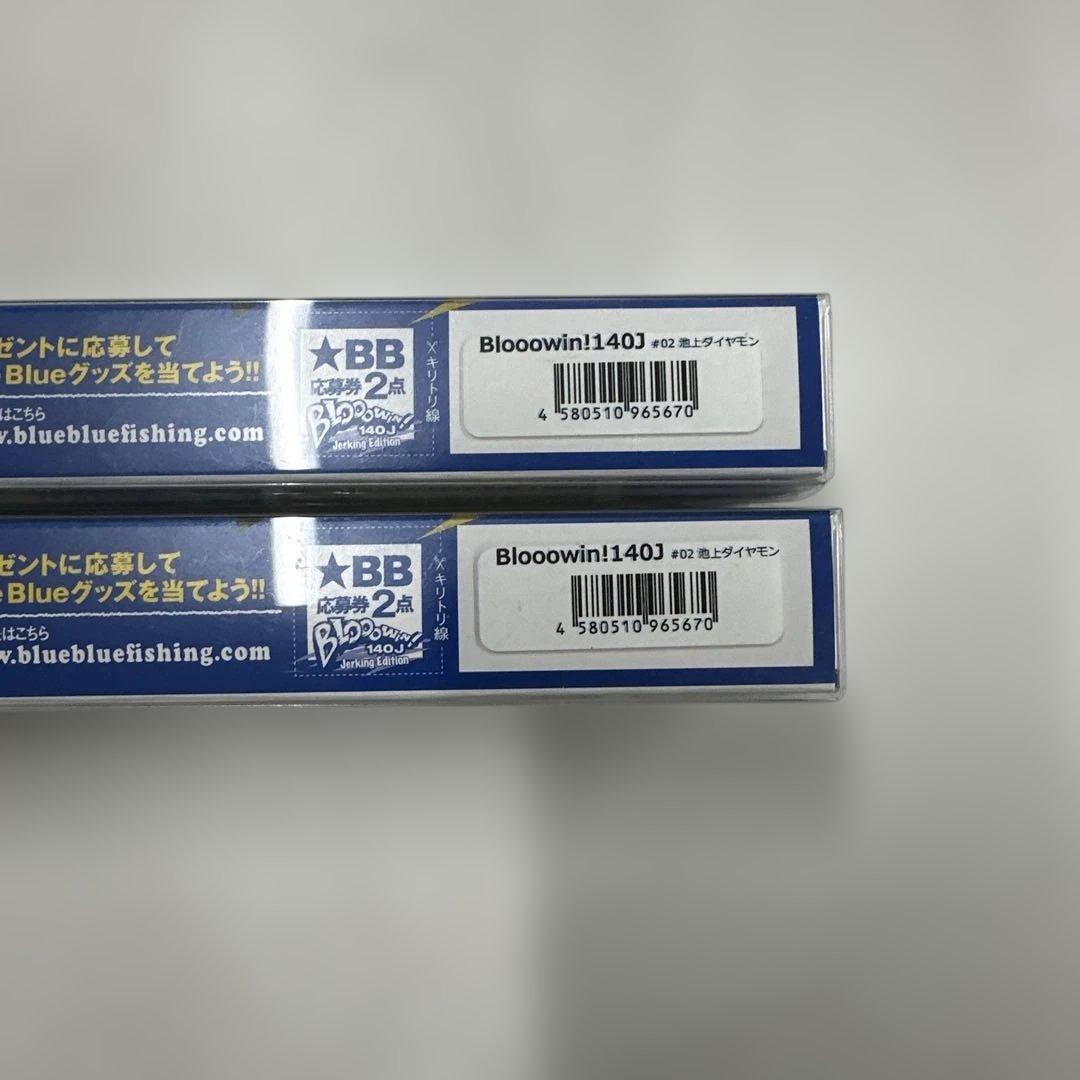 ゼントに応募して
Blueグッズを当てよう!!
はこちら
w.bluebluefishing.com
★BB
応募券2点
Blooowin!!
140J
Jerking Edition
キリトリ線
Blooowin!140J #02 池上ダイヤモン
4 580510 965670
ゼントに応募して
e Blueグッズを当てよう!!
はこちら
w.bluebluefishing.com
★BB
応募券2点
Blooowin!!
140J
Jerking Edition
キリトリ線
Blooowin!140J #02 池上ダイヤモン
4 580510 965670